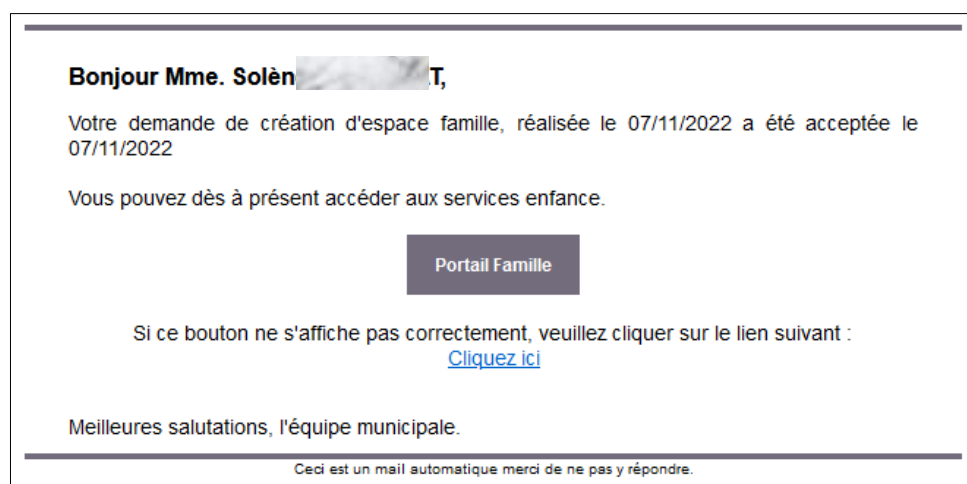 Bonjour Mme. Solèn T,
Votre demande de création d'espace famille, réalisée le 07/11/2022 a été acceptée le
07/11/2022
Vous pouvez dès à présent accéder aux services enfance.
Portail Famille
Si ce bouton ne s'affiche pas correctement, veuillez cliquer sur le lien suivant :
Cliquez ici
Meilleures salutations, l'équipe municipale.
Ceci est un mail automatique merci de ne pas y répondre.